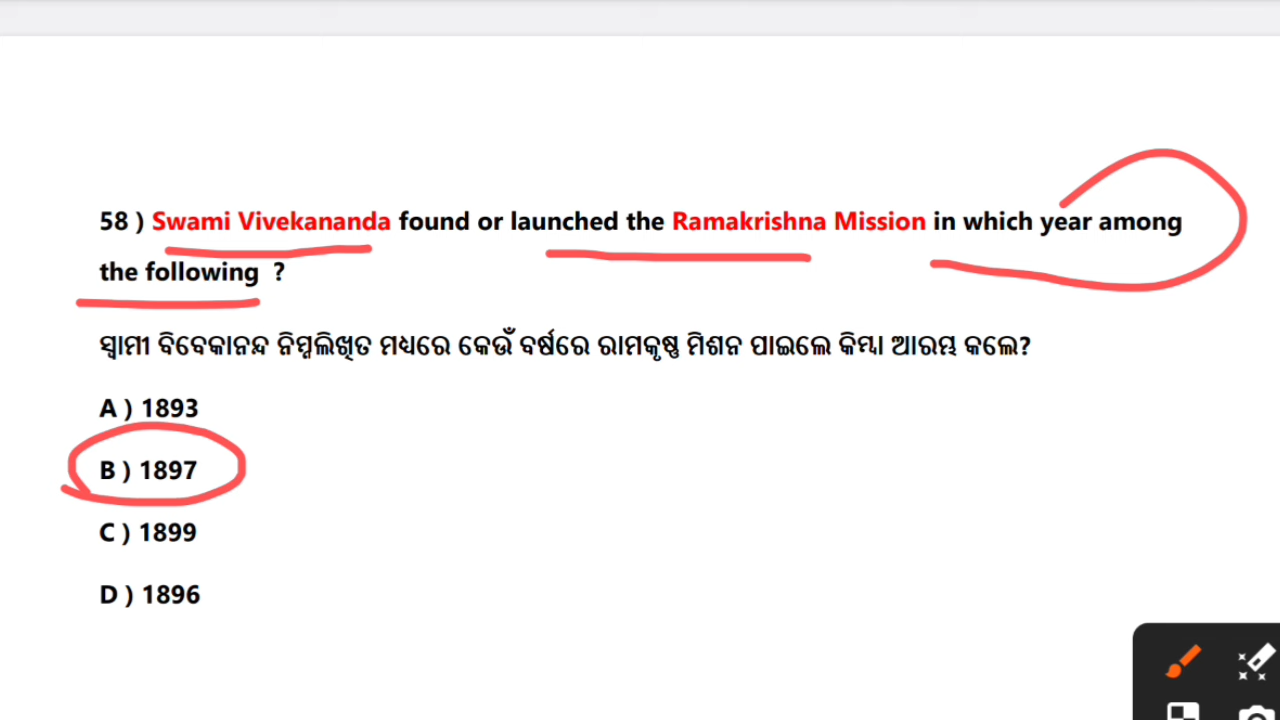 58 ) Swami Vivekananda found or launched the Ramakrishna Mission in which year among
the following ?
ସ୍ବାମୀ ବିବେକାନନ୍ଦ ନିମ୍ନଲିଖିତ ମଧ୍ୟରେ କେଉଁ ବର୍ଷରେ ରାମକୃଷ୍ଣ ମିଶନ ପାଇଲେ କିମ୍ବା ଆରମ୍ଭ କଲେ?
A ) 1893
B ) 1897
C ) 1899
D ) 1896